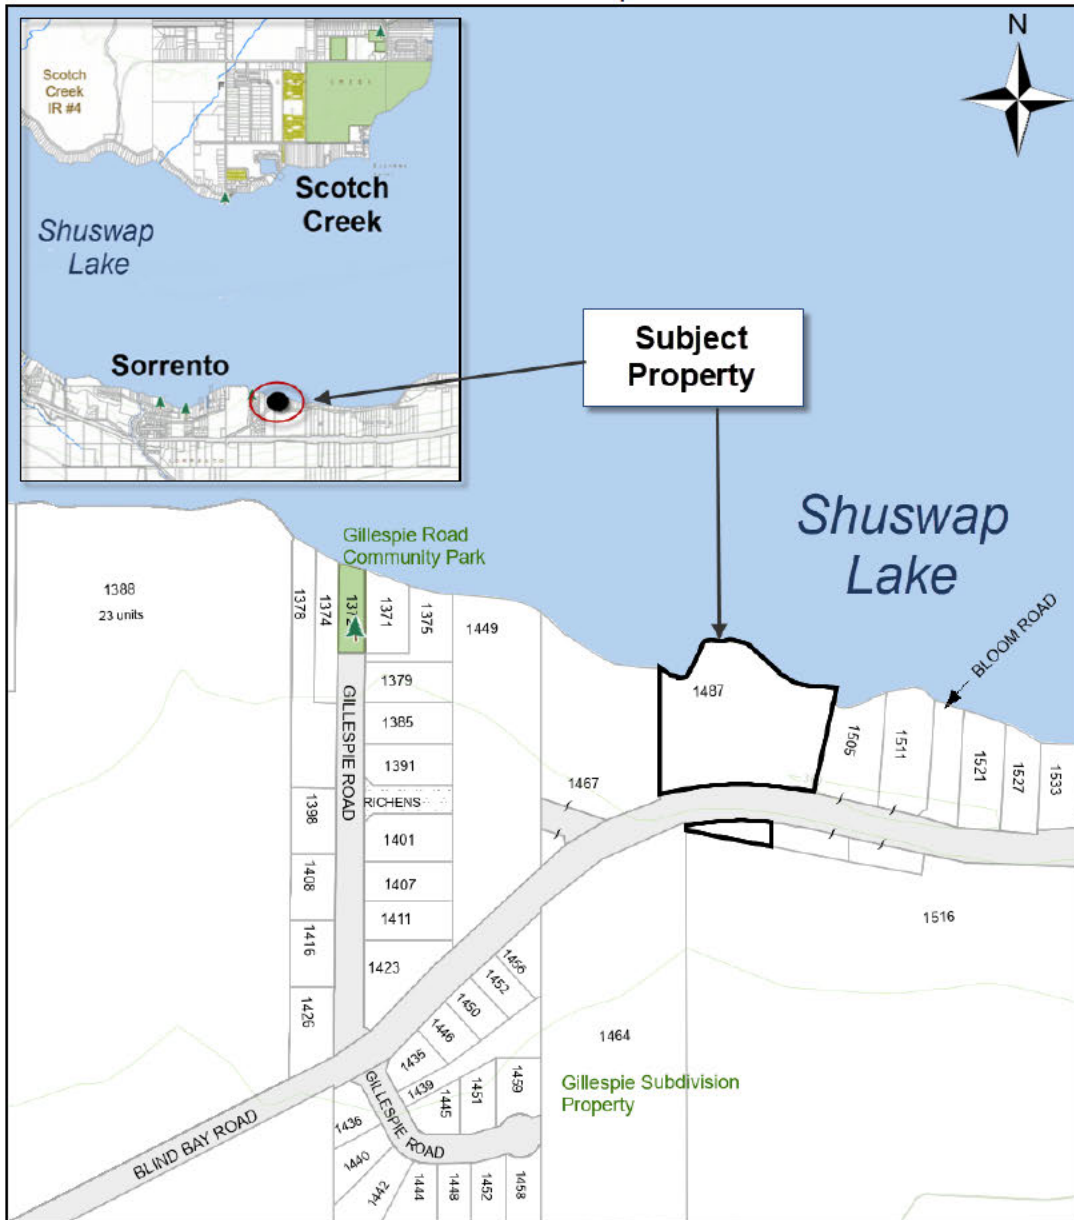 N
Scotch
Creek
IR #4
Scotch
Creek
Shuswap
Lake
Sorrento
Subject
Property
Shuswap
Lake
BLOOM ROAD
Gillespie Road
Community Park
1388
23 units
1378
1374
1372
1371
1375
1449
1379
1385
1391
RICHENS
1401
1407
1411
1423
GILLESPIE ROAD
1398
1408
1416
1426
1467
1487
1505
1511
1521
1527
1533
1516
1456
1452
1450
1446
1435
1439
1445
1451
1459
1464
Gillespie Subdivision
Property
BLIND BAY ROAD
GILLESPIE ROAD
1436
1440
1442
1444
1448
1452
1458